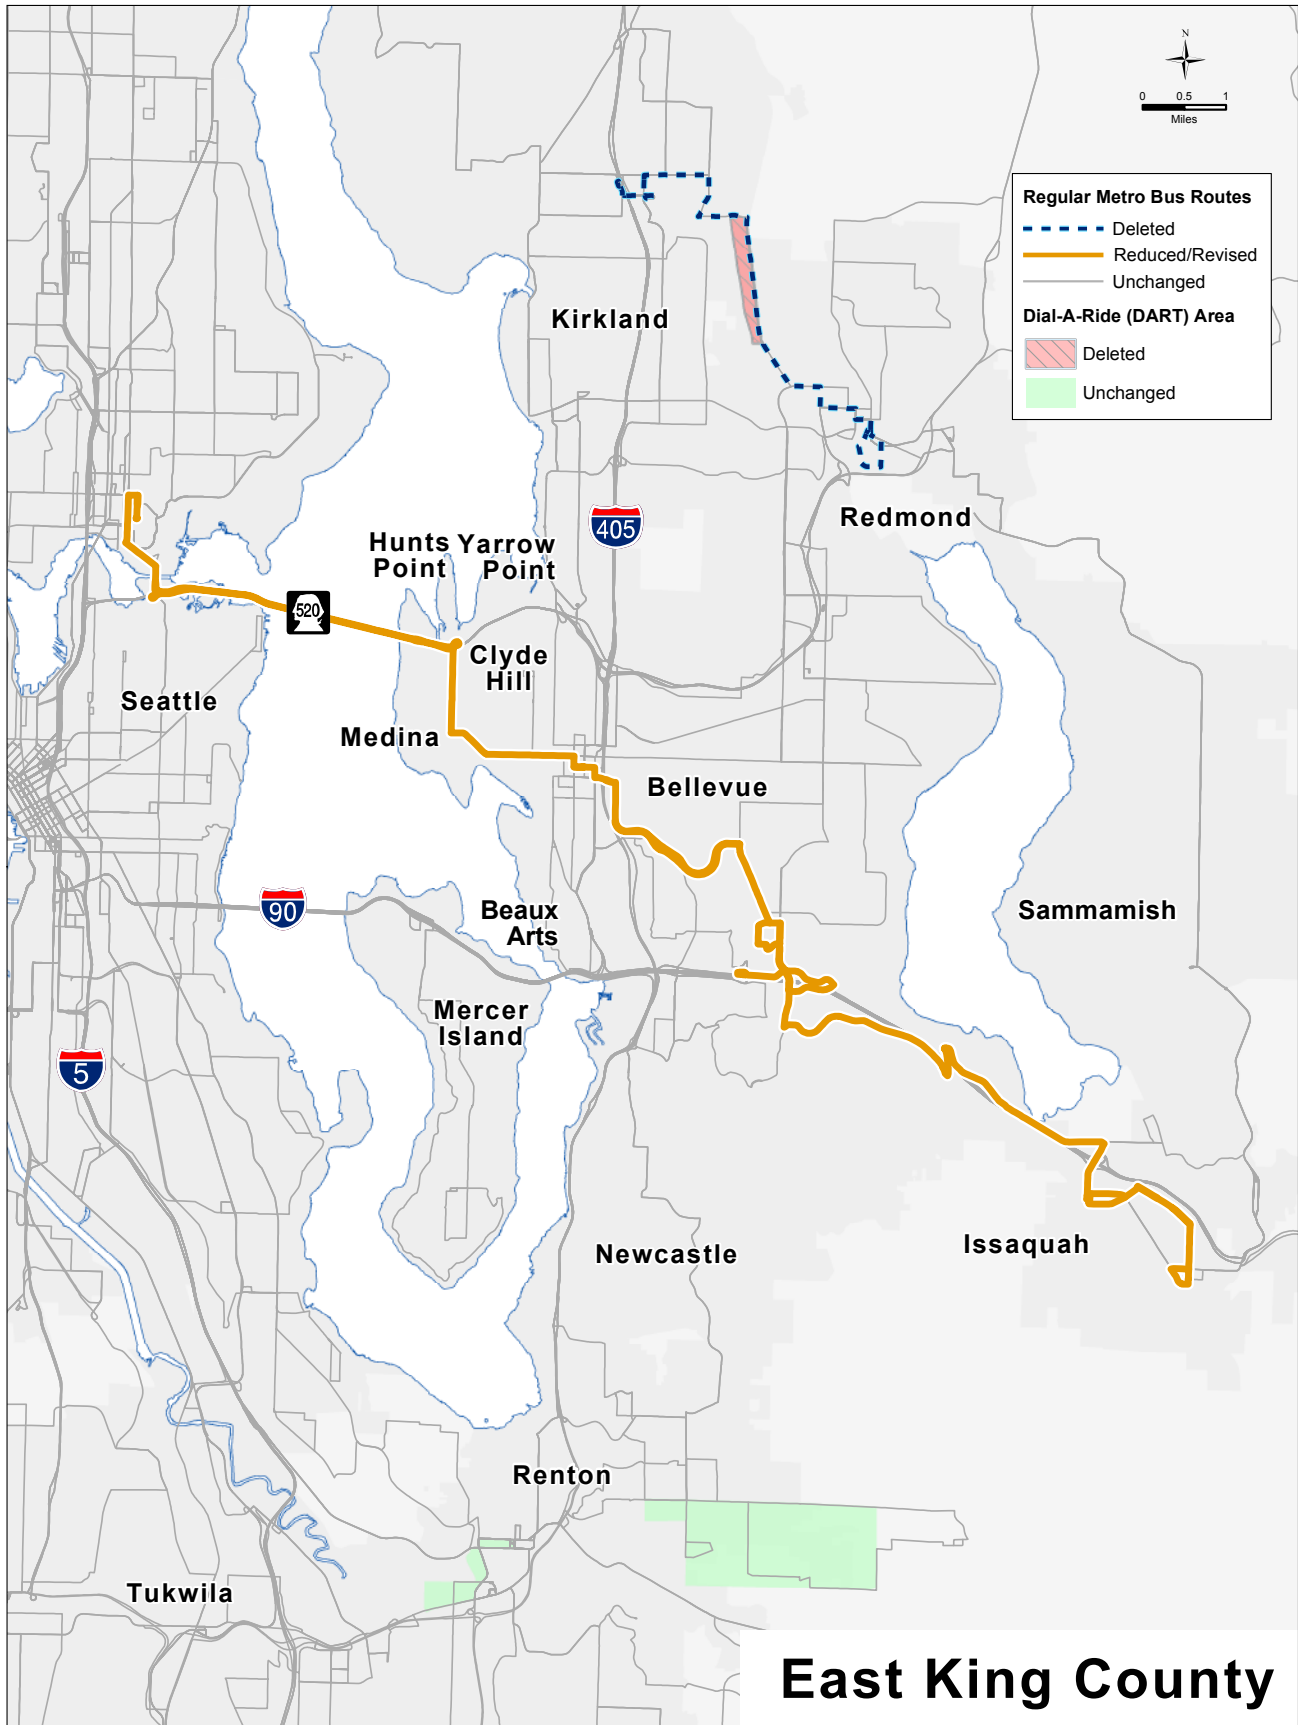 N
0 0.5 1
Miles
Regular Metro Bus Routes
Deleted
Reduced/Revised
Unchanged
Dial-A-Ride (DART) Area
Deleted
Unchanged
Kirkland
Redmond
405
Hunts
Point
Yarrow
Point
520
Clyde
Hill
Seattle
Medina
Bellevue
90
Beaux
Arts
Sammamish
Mercer
Island
5
Newcastle
Issaquah
Renton
Tukwila
East King County